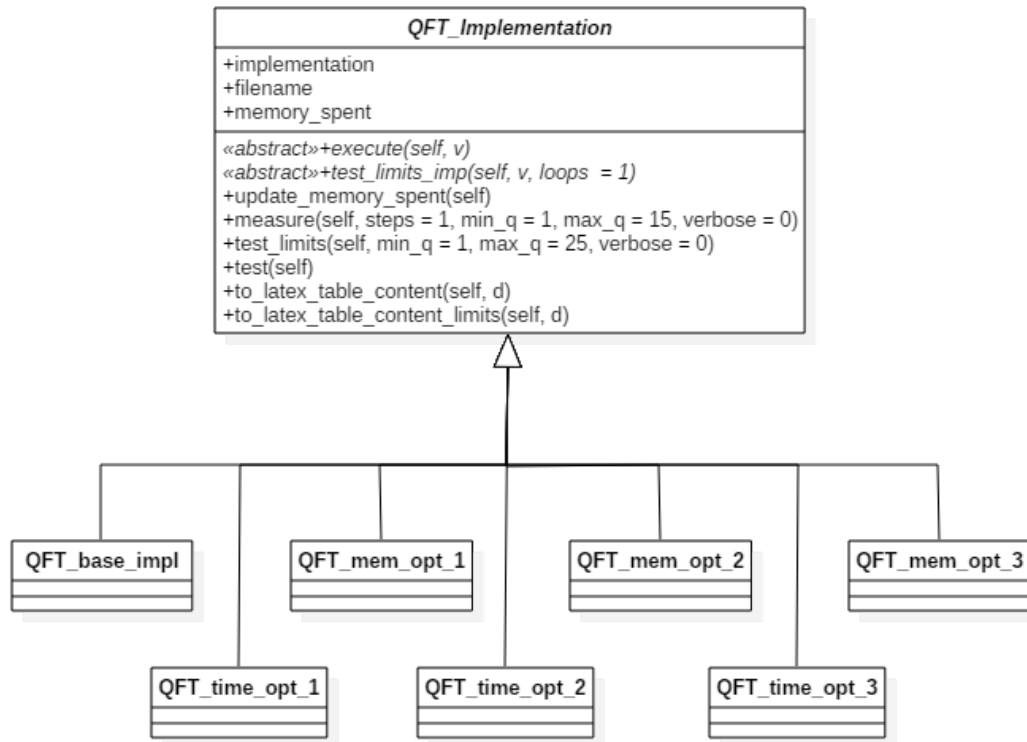 QFT_Implementation
+implementation
+filename
+memory_spent
«abstract»+execute(self, v)
«abstract»+test_limits_imp(self, v, loops = 1)
+update_memory_spent(self)
+measure(self, steps = 1, min_q = 1, max_q = 15, verbose = 0)
+test_limits(self, min_q = 1, max_q = 25, verbose = 0)
+test(self)
+to_latex_table_content(self, d)
+to_latex_table_content_limits(self, d)
QFT_base_impl
QFT_mem_opt_1
QFT_mem_opt_2
QFT_mem_opt_3
QFT_time_opt_1
QFT_time_opt_2
QFT_time_opt_3